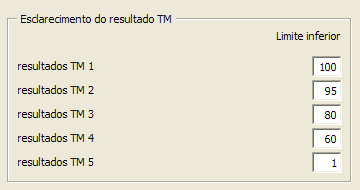 Esclarecimento do resultado TM
Limite inferior
resultados TM 1 100
resultados TM 2 95
resultados TM 3 80
resultados TM 4 60
resultados TM 5 1